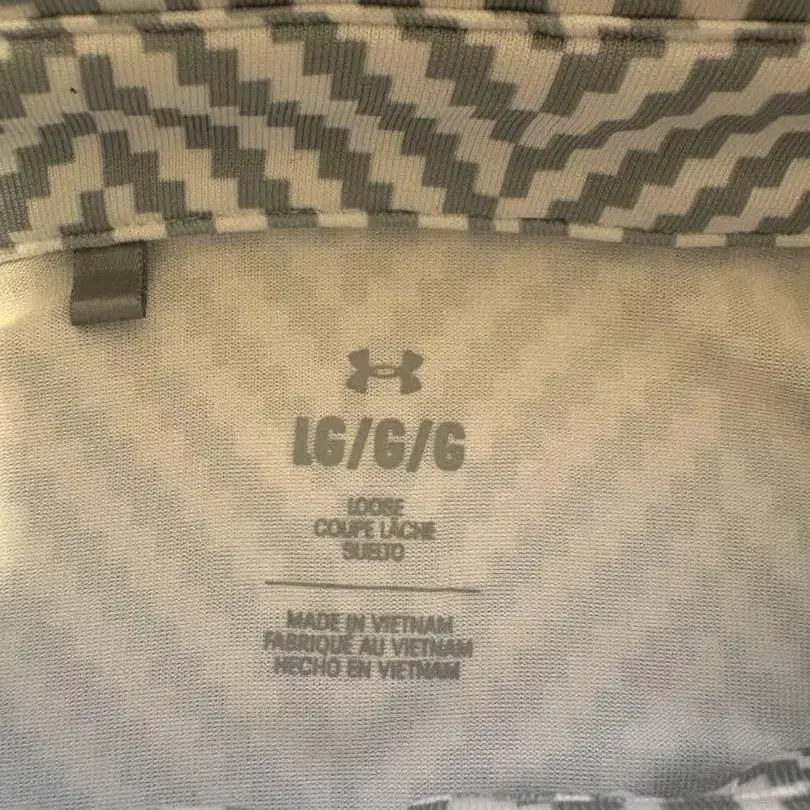 LG/G/G
LOOSE
COUPE LÂCHE
SUELTO
MADE IN VIETNAM
FABRIQUÉ AU VIETNAM
HECHO EN VIETNAM